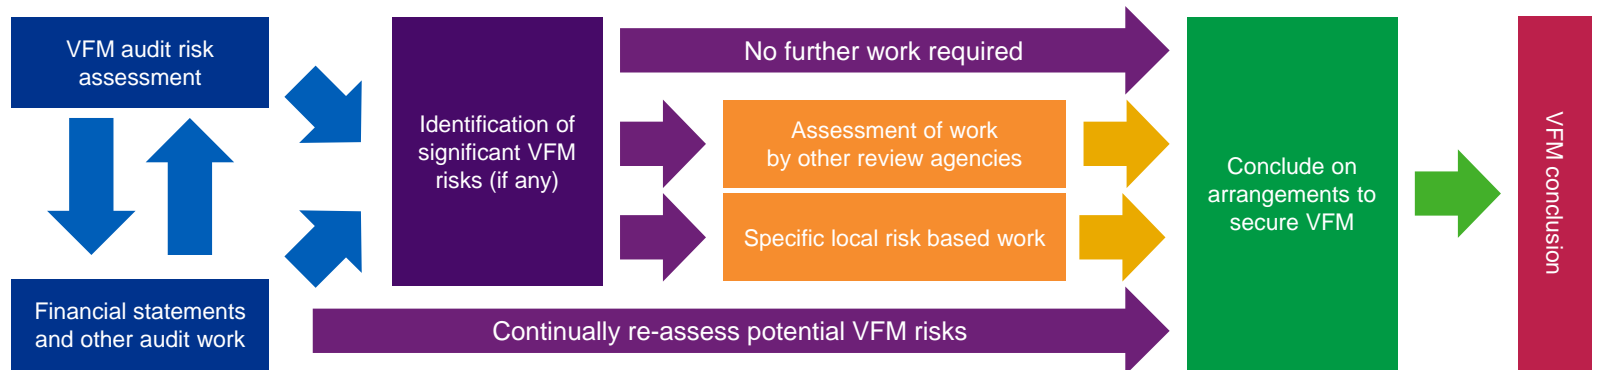 VFM audit risk
assessment
Financial statements
and other audit work
Identification of
significant VFM
risks (if any)
No further work required
Assessment of work
by other review agencies
Specific local risk based work
Continually re-assess potential VFM risks
Conclude on
arrangements to
secure VFM
VFM conclusion